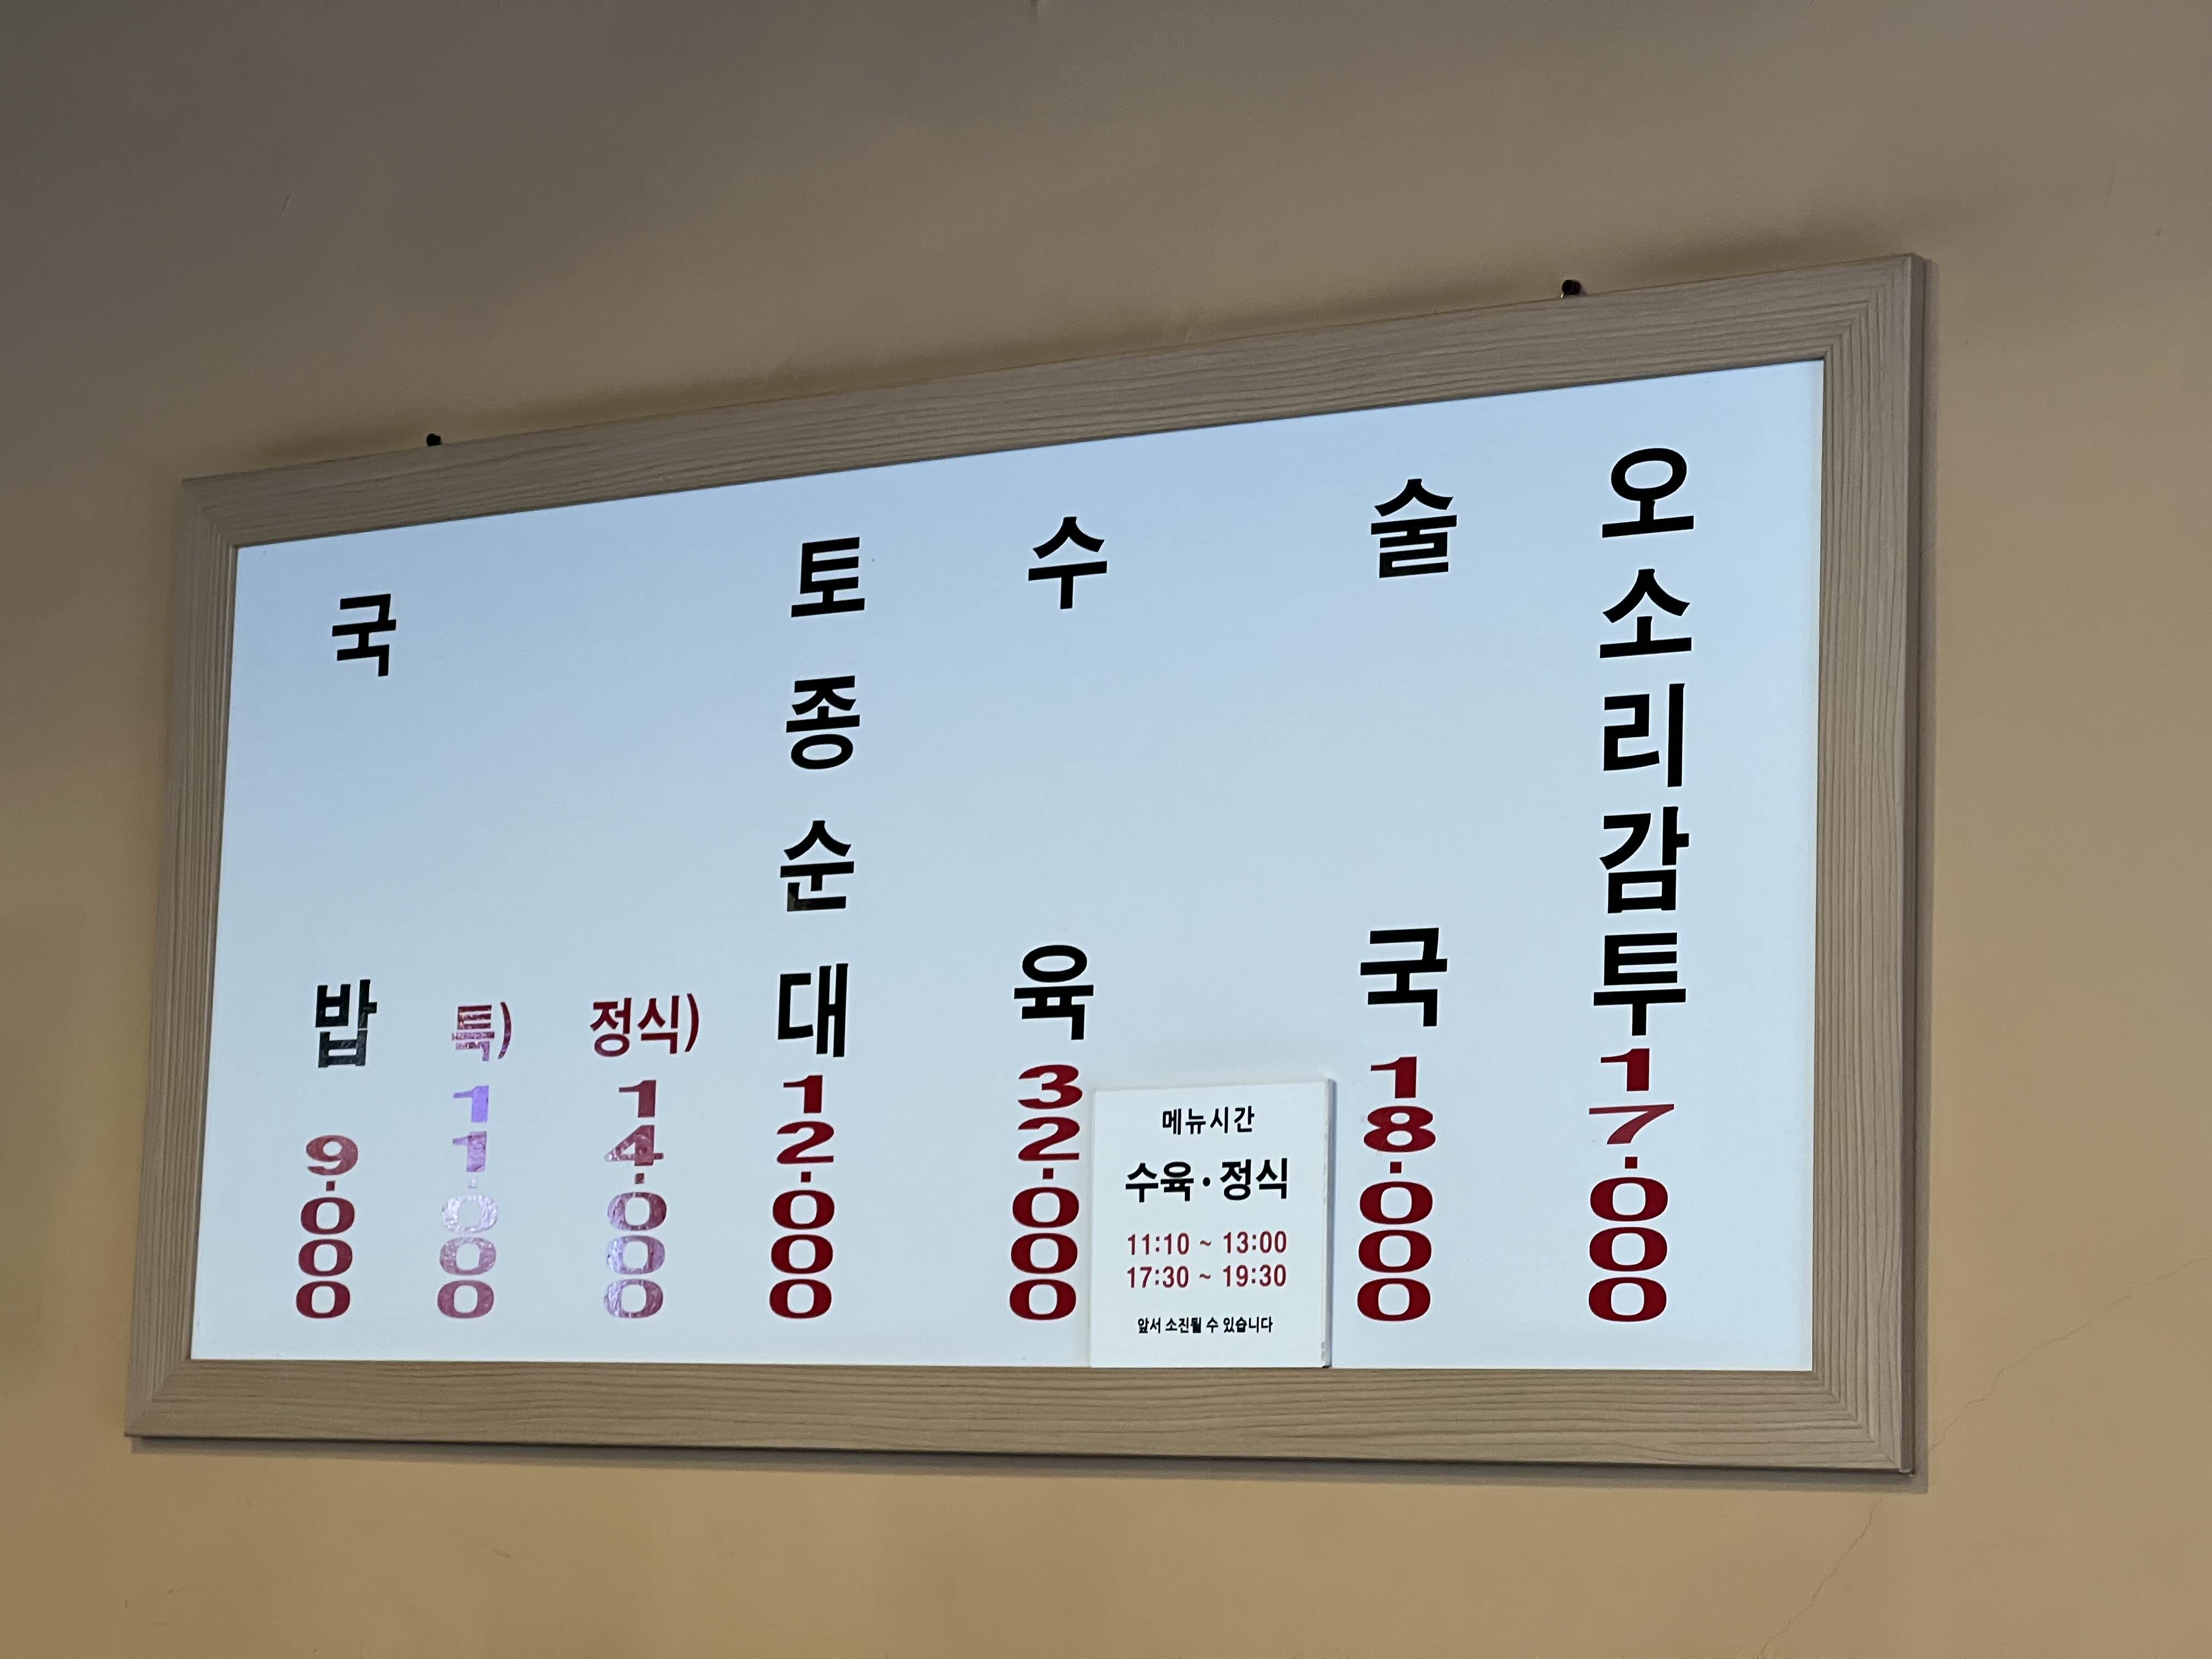 국밥 9.000
특) 11.000
정식) 14.000
토종순대 12.000
수육 32.000
메뉴시간
수육·정식
11:10 ~ 13:00
17:30 ~ 19:30
앞서 소진될 수 있습니다
술국 18.000
오소리감투 17.000